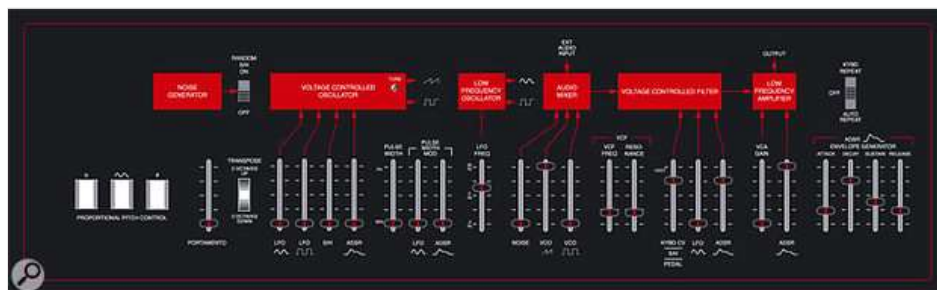 EXT
AUDIO
INPUT
OUTPUT
RANDOM
S/H
ON
OFF
NOISE
GENERATOR
VOLTAGE CONTROLLED
OSCILLATOR
TUNE
LOW
FREQUENCY
OSCILLATOR
AUDIO
MIXER
VOLTAGE CONTROLLED FILTER
LOW
FREQUENCY
AMPLIFIER
KYBD
REPEAT
OFF
AUTO
REPEAT
TRANSPOSE
2 OCTAVES
UP
2 OCTAVES
DOWN
PULSE
WIDTH
PULSE
WIDTH
MOD
LFO
FREQ
VCF
VCF
FREQ
RESO
NANCE
VCA
GAIN
ADSR
ENVELOPE GENERATOR
ATTACK DECAY SUSTAIN RELEASE
PROPORTIONAL PITCH CONTROL
PORTAMENTO
LFO LFO S/H ADSR
LFO ADSR
NOISE VCO VCO
KYBD CV LFO ADSR
S/H
PEDAL
ADSR